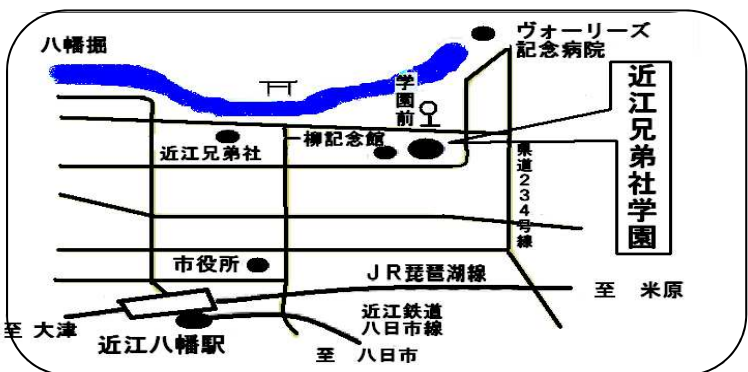 八幡掘
ヴォーリーズ
記念病院
学園前
近江兄弟社学園
近江兄弟社
柳記念館
県道234号線
市役所
JR琵琶湖線
至 米原
至 大津
近江八幡駅
近江鉄道
八日市線
至 八日市